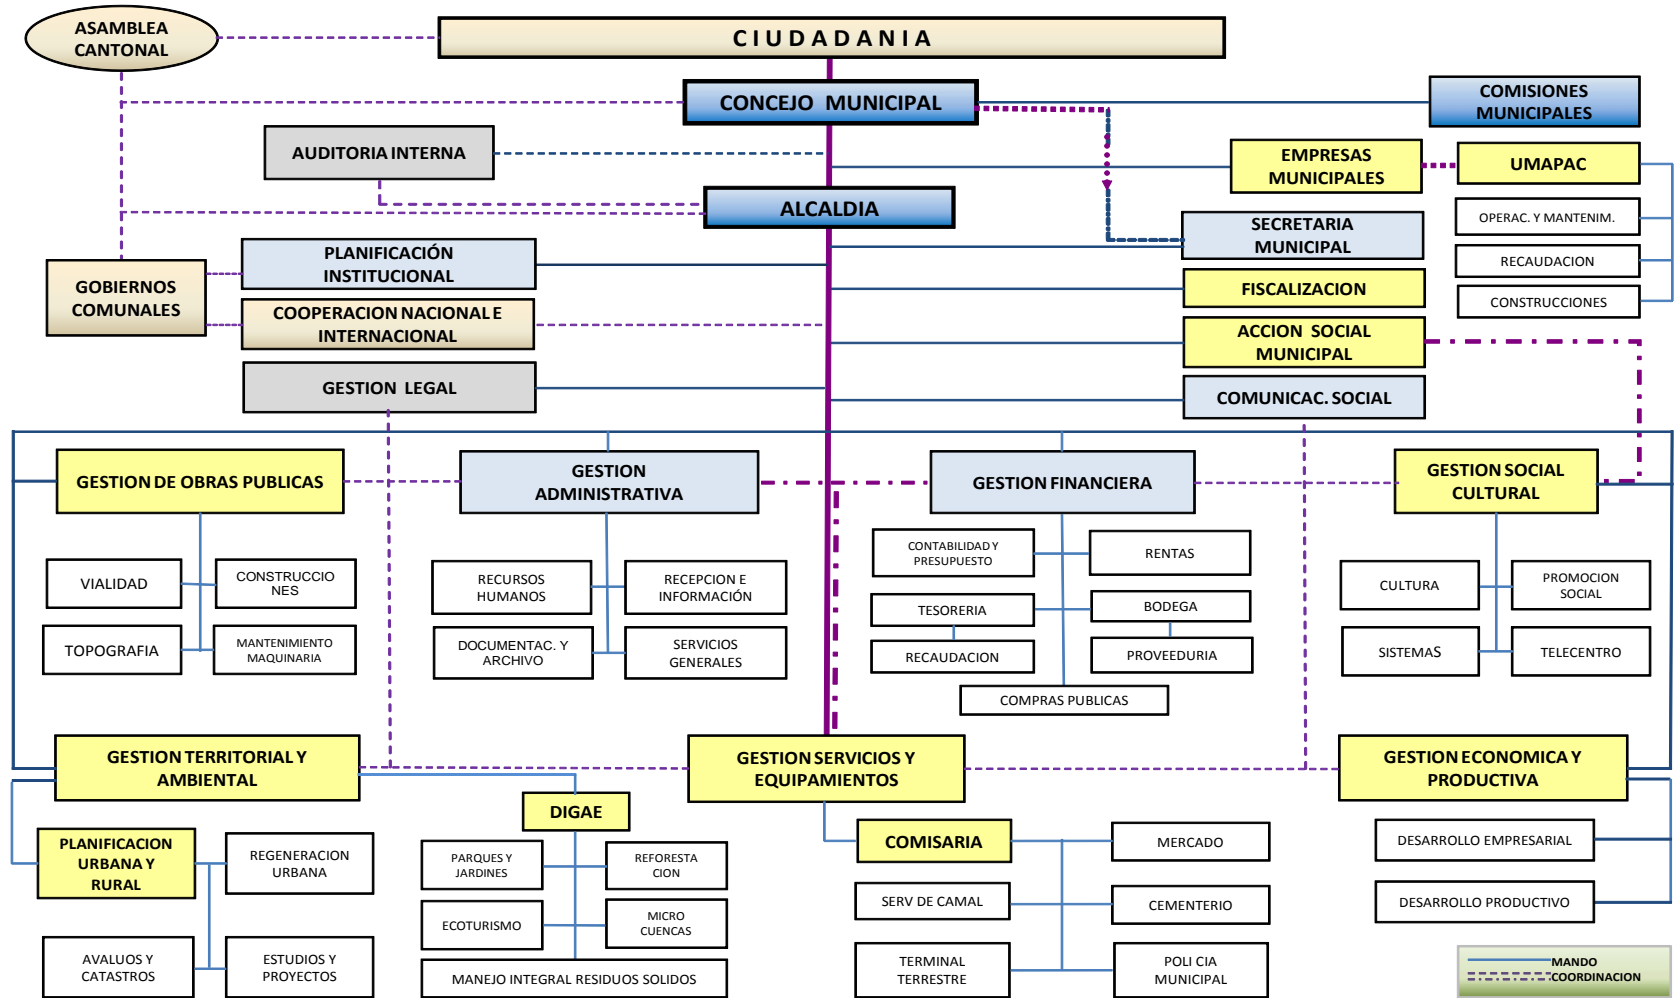 ASAMBLEA
CANTONAL
CIUDADANIA
CONCEJO MUNICIPAL
COMISIONES
MUNICIPALES
AUDITORIA INTERNA
EMPRESAS
MUNICIPALES
UMAPAC
ALCALDIA
OPERAC. Y MANTENIM.
SECRETARIA
MUNICIPAL
PLANIFICACIÓN
INSTITUCIONAL
RECAUDACION
GOBIERNOS
COMUNALES
FISCALIZACION
CONSTRUCCIONES
COOPERACION NACIONAL E
INTERNACIONAL
ACCION SOCIAL
MUNICIPAL
GESTION LEGAL
COMUNICAC. SOCIAL
GESTION DE OBRAS PUBLICAS
GESTION
ADMINISTRATIVA
GESTION FINANCIERA
GESTION SOCIAL
CULTURAL
VIALIDAD
CONSTRUCCIO
NES
TOPOGRAFIA
MANTENIMIENTO
MAQUINARIA
RECURSOS
HUMANOS
RECEPCION E
INFORMACIÓN
DOCUMENTAC. Y
ARCHIVO
SERVICIOS
GENERALES
CONTABILIDAD Y
PRESUPUESTO
RENTAS
TESORERIA
BODEGA
RECAUDACION
PROVEEDURIA
COMPRAS PUBLICAS
CULTURA
PROMOCION
SOCIAL
SISTEMAS
TELECENTRO
GESTION TERRITORIAL Y
AMBIENTAL
GESTION SERVICIOS Y
EQUIPAMIENTOS
GESTION ECONOMICA Y
PRODUCTIVA
DIGAE
PLANIFICACION
URBANA Y
RURAL
REGENERACION
URBANA
AVALUOS Y
CATASTROS
ESTUDIOS Y
PROYECTOS
PARQUES Y
JARDINES
REFORESTA
CION
ECOTURISMO
MICRO
CUENCAS
MANEJO INTEGRAL RESIDUOS SOLIDOS
COMISARIA
MERCADO
SERV DE CAMAL
CEMENTERIO
TERMINAL
TERRESTRE
POLI CIA
MUNICIPAL
DESARROLLO EMPRESARIAL
DESARROLLO PRODUCTIVO
MANDO
COORDINACION